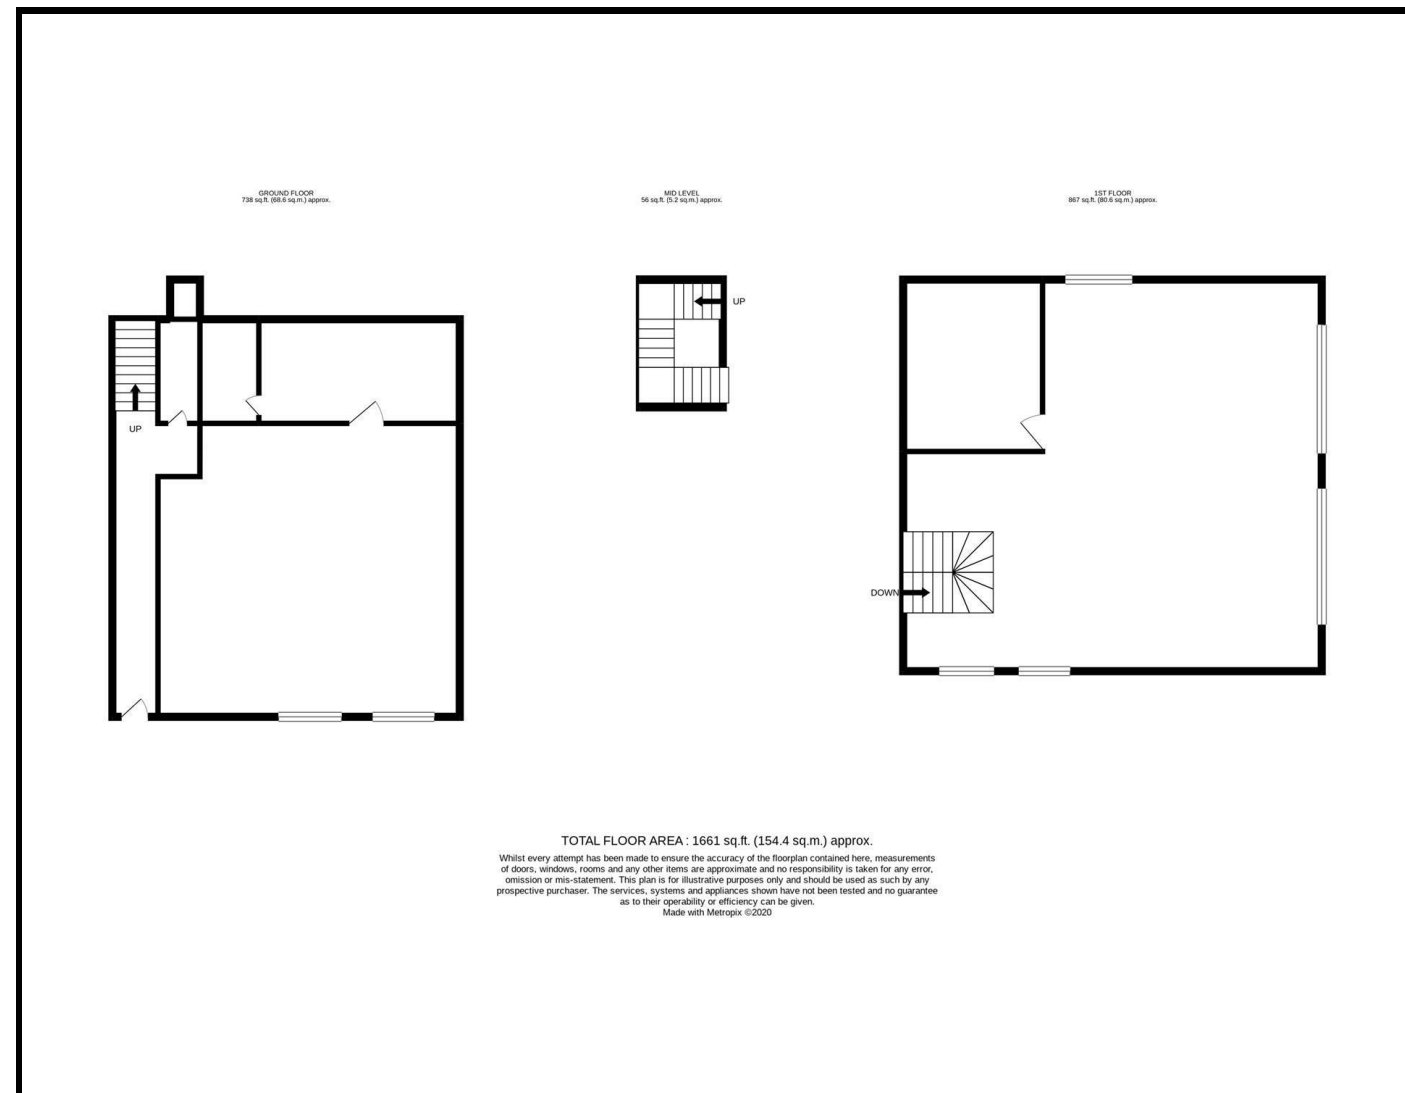 GROUND FLOOR
738 sq.ft. (68.6 sq.m.) approx.
MID LEVEL
56 sq.ft. (5.2 sq.m.) approx.
1ST FLOOR
867 sq.ft. (80.6 sq.m.) approx.
UP
UP
DOWN
TOTAL FLOOR AREA : 1661 sq.ft. (154.4 sq.m.) approx.
Whilst every attempt has been made to ensure the accuracy of the floorplan contained here, measurements
of doors, windows, rooms and any other items are approximate and no responsibility is taken for any error,
omission or mis-statement. This plan is for illustrative purposes only and should be used as such by any
prospective purchaser. The services, systems and appliances shown have not been tested and no guarantee
as to their operability or efficiency can be given.
Made with Metropix ©2020